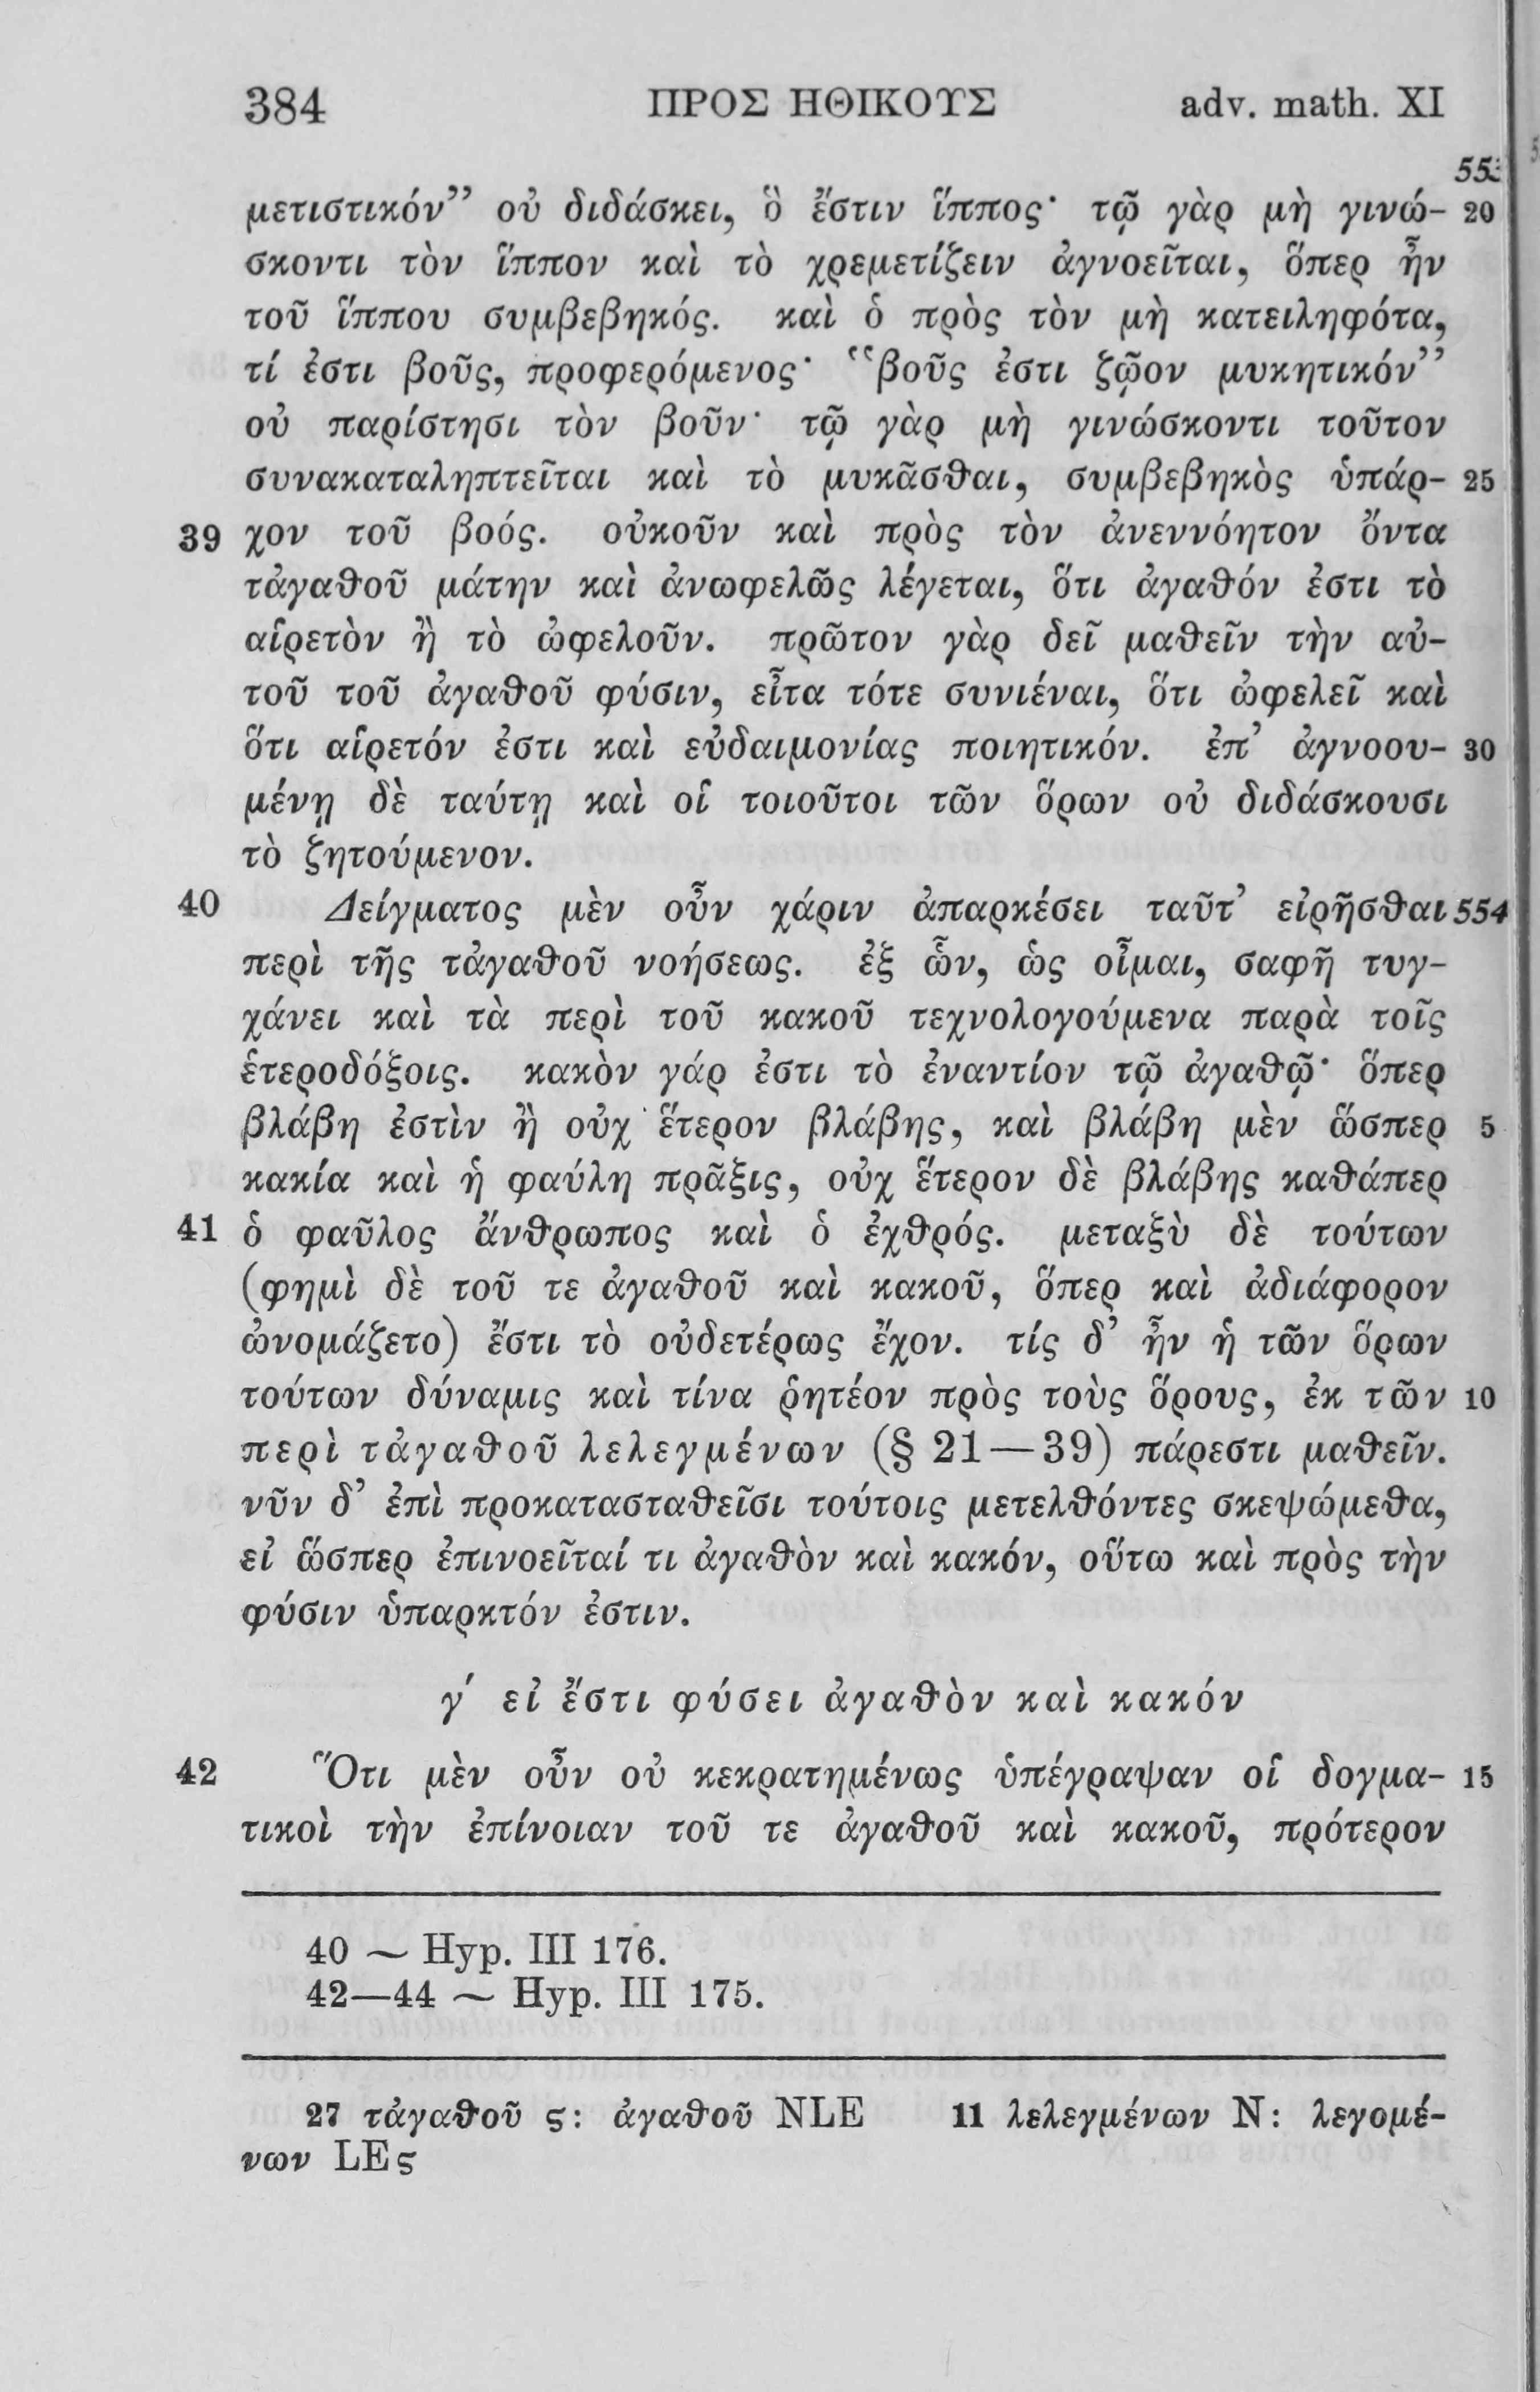 384 ΠΡΟΣ ΗΘΙΚΟΥΣ adv. math. XI
553
μετιστικόν” οὐ διδάσκει, ὅ ἔστιν ἵππος· τῷ γὰρ μὴ γινώ- 20
σκοντι τὸν ἵππον καὶ τὸ χρεμετίζειν ἀγνοεῖται, ὅπερ ἦν
τοῦ ἵππου συμβεβηκός. καὶ ὁ πρὸς τὸν μὴ κατειληφότα,
τί ἐστι βοῦς, προφερόμενος· “βοῦς ἐστι ζῷον μυκητικόν”
οὐ παρίστησι τὸν βοῦν· τῷ γὰρ μὴ γινώσκοντι τοῦτον
συνακαταληπτεῖται καὶ τὸ μυκᾶσθαι, συμβεβηκὸς ὑπάρ- 25
39 χον τοῦ βοός. οὐκοῦν καὶ πρὸς τὸν ἀνεννόητον ὄντα
τἀγαθοῦ μάτην καὶ ἀνωφελῶς λέγεται, ὅτι ἀγαθόν ἐστι τὸ
αἱρετὸν ἢ τὸ ὠφελοῦν. πρῶτον γὰρ δεῖ μαθεῖν τὴν αὐ-
τοῦ τοῦ ἀγαθοῦ φύσιν, εἶτα τότε συνιέναι, ὅτι ὠφελεῖ καὶ
ὅτι αἱρετόν ἐστι καὶ εὐδαιμονίας ποιητικόν. ἐπ’ ἀγνοου- 30
μένῃ δὲ ταύτῃ καὶ οἱ τοιοῦτοι τῶν ὅρων οὐ διδάσκουσι
τὸ ζητούμενον.
40 Δείγματος μὲν οὖν χάριν ἀπαρκέσει ταῦτ’ εἰρῆσθαι 554
περὶ τῆς τἀγαθοῦ νοήσεως. ἐξ ὧν, ὡς οἶμαι, σαφῆ τυγ-
χάνει καὶ τὰ περὶ τοῦ κακοῦ τεχνολογούμενα παρὰ τοῖς
ἑτεροδόξοις. κακὸν γάρ ἐστι τὸ ἐναντίον τῷ ἀγαθῷ· ὅπερ
βλάβη ἐστὶν ἢ οὐχ ἕτερον βλάβης, καὶ βλάβη μὲν ὥσπερ 5
κακία καὶ ἡ φαύλη πρᾶξις, οὐχ ἕτερον δὲ βλάβης καθάπερ
41 ὁ φαῦλος ἄνθρωπος καὶ ὁ ἐχθρός. μεταξὺ δὲ τούτων
(φημὶ δὲ τοῦ τε ἀγαθοῦ καὶ κακοῦ, ὅπερ καὶ ἀδιάφορον
ὠνομάζετο) ἔστι τὸ οὐδετέρως ἔχον. τίς δ’ ἦν ἡ τῶν ὅρων
τούτων δύναμις καὶ τίνα ῥητέον πρὸς τοὺς ὅρους, ἐκ τῶν 10
περὶ τἀγαθοῦ λελεγμένων (§ 21—39) πάρεστι μαθεῖν.
νῦν δ’ ἐπὶ προκατασταθεῖσι τούτοις μετελθόντες σκεψώμεθα,
εἰ ὥσπερ ἐπινοεῖταί τι ἀγαθὸν καὶ κακόν, οὕτω καὶ πρὸς τὴν
φύσιν ὑπαρκτόν ἐστιν.
γ′ εἰ ἔστι φύσει ἀγαθὸν καὶ κακόν
42 Ὅτι μὲν οὖν οὐ κεκρατημένως ὑπέγραψαν οἱ δογμα- 15
τικοὶ τὴν ἐπίνοιαν τοῦ τε ἀγαθοῦ καὶ κακοῦ, πρότερον
40 ~ Hyp. III 176.
42—44 ~ Hyp. III 175.
27 τἀγαθοῦ ς: ἀγαθοῦ NLE 11 λελεγμένων N: λεγομέ-
νων LEς